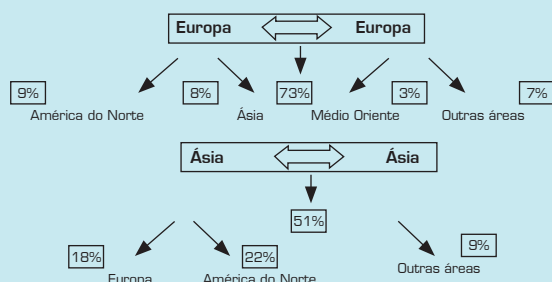 Europa Europa
9% 8% 73% 3% 7%
América do Norte Ásia Médio Oriente Outras áreas
Ásia Ásia
51%
18% 22% 9%
Europa América do Norte Outras áreas